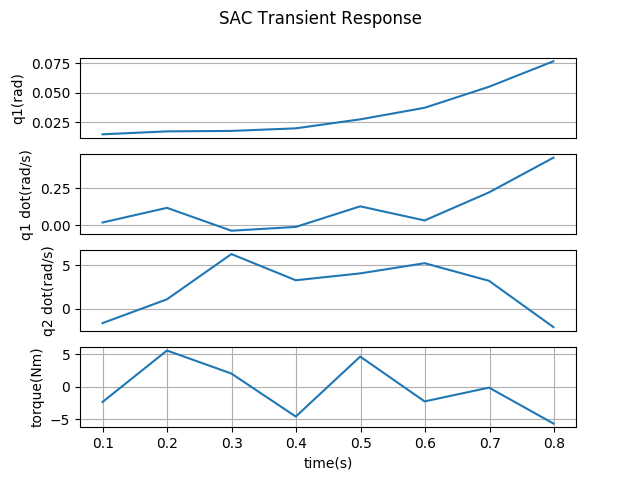 SAC Transient Response
q1(rad)
0.075
0.050
0.025
q1 dot(rad/s)
0.25
0.00
q2 dot(rad/s)
5
0
torque(Nm)
5
0
−5
0.1 0.2 0.3 0.4 0.5 0.6 0.7 0.8
time(s)